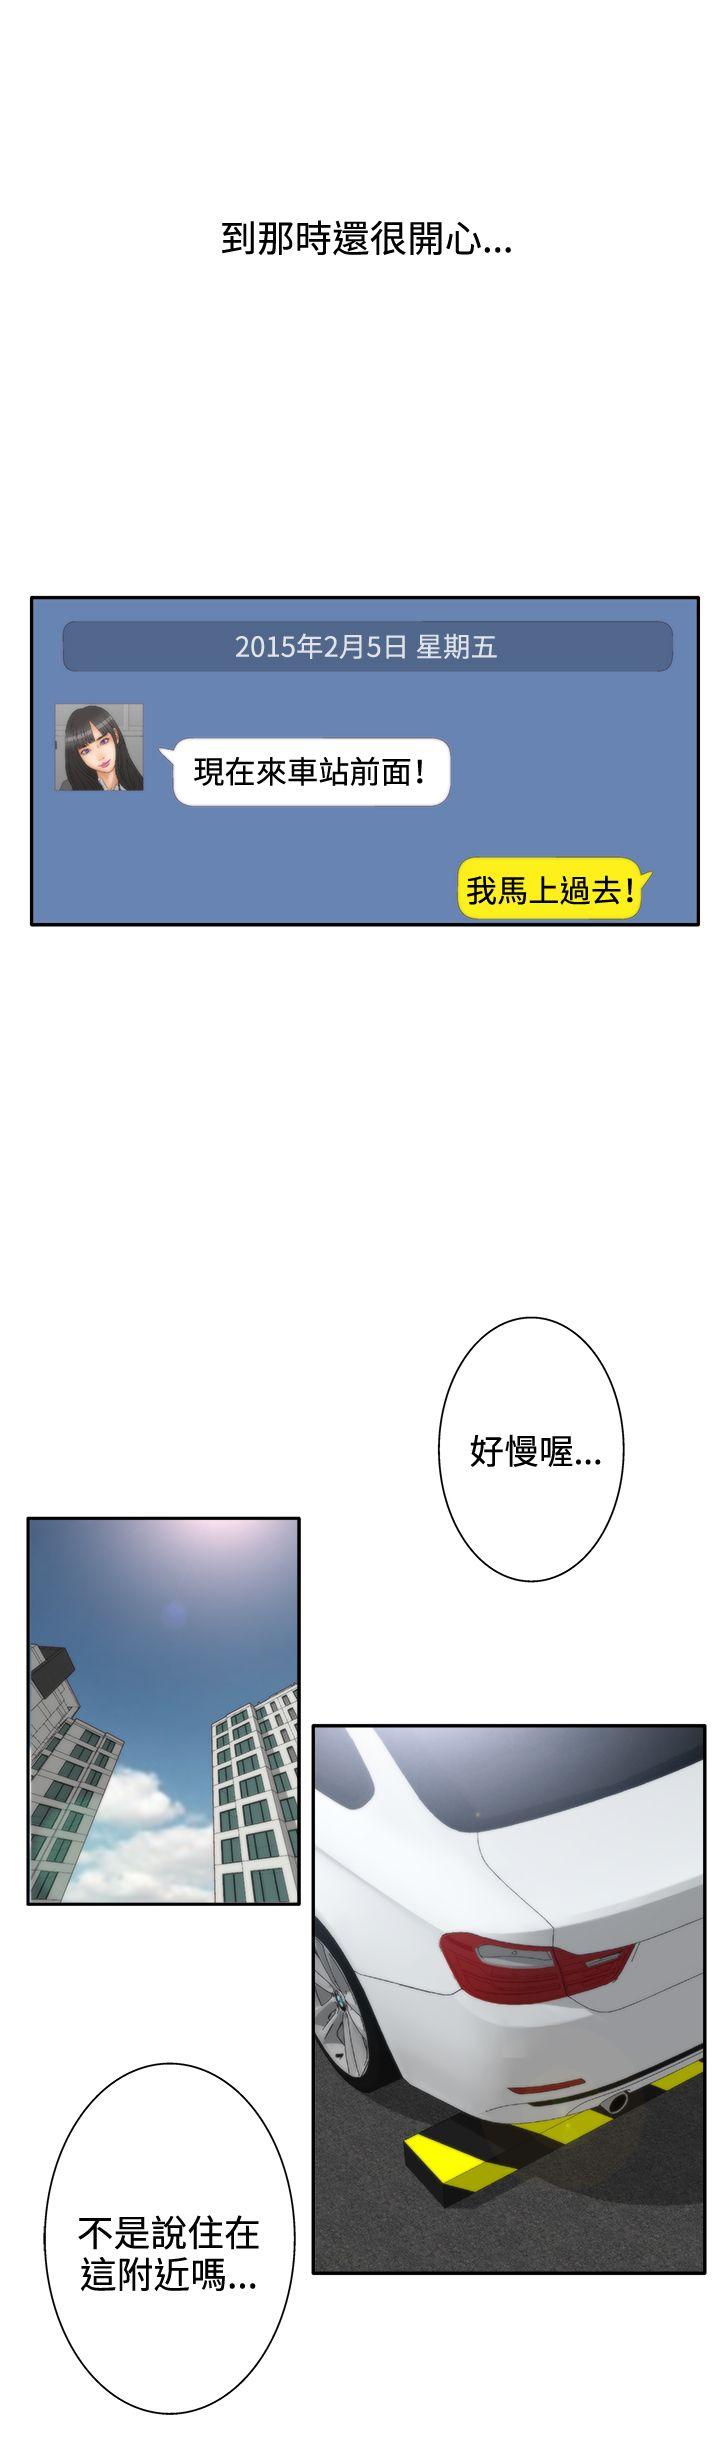 到那時還很開心...
2015年2月5日 星期五
現在來車站前面!
我馬上過去!
好慢喔...
不是說住在
這附近嗎...